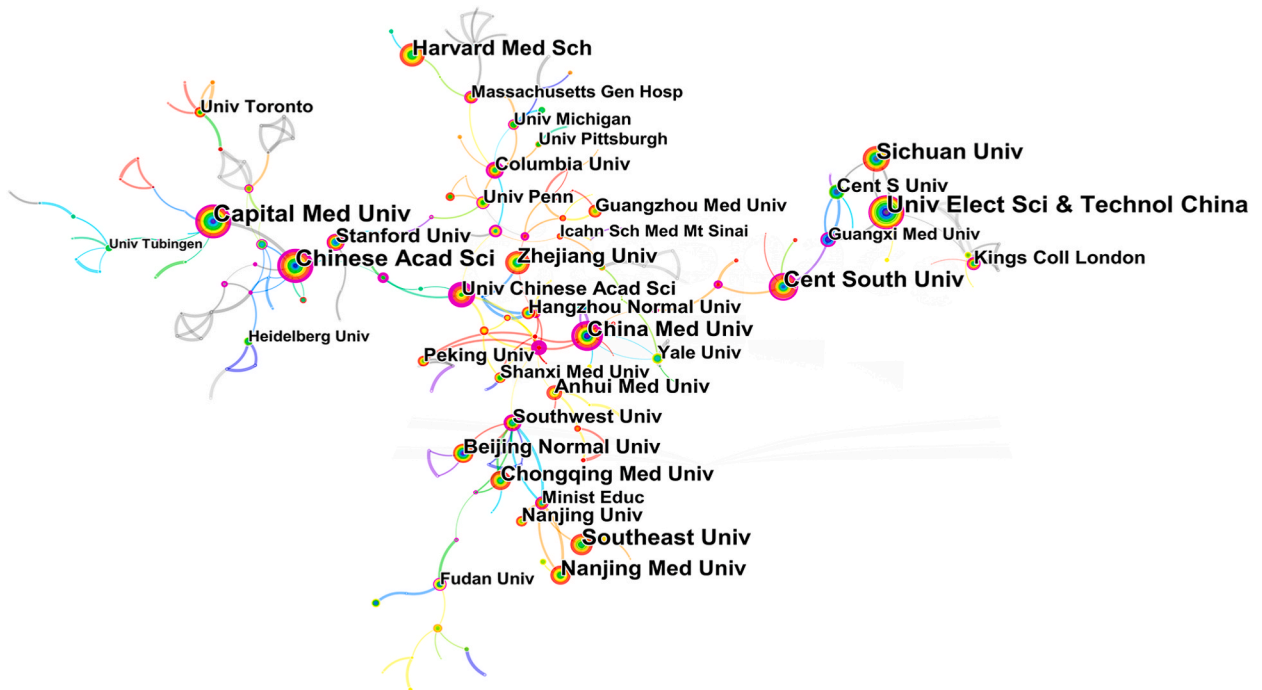 Harvard Med Sch
Massachusetts Gen Hosp
Univ Toronto
Univ Michigan
Univ Pittsburgh
Sichuan Univ
Columbia Univ
Cent S Univ
Univ Penn
Guangzhou Med Univ
Univ Elect Sci & Technol China
Capital Med Univ
Icahn Sch Med Mt Sinai
Guangxi Med Univ
Stanford Univ
Univ Tubingen
Zhejiang Univ
Chinese Acad Sci
Kings Coll London
Cent South Univ
Univ Chinese Acad Sci
Hangzhou Normal Univ
China Med Univ
Heidelberg Univ
Peking Univ
Yale Univ
Shanxi Med Univ
Anhui Med Univ
Southwest Univ
Beijing Normal Univ
Chongqing Med Univ
Minist Educ
Nanjing Univ
Southeast Univ
Nanjing Med Univ
Fudan Univ